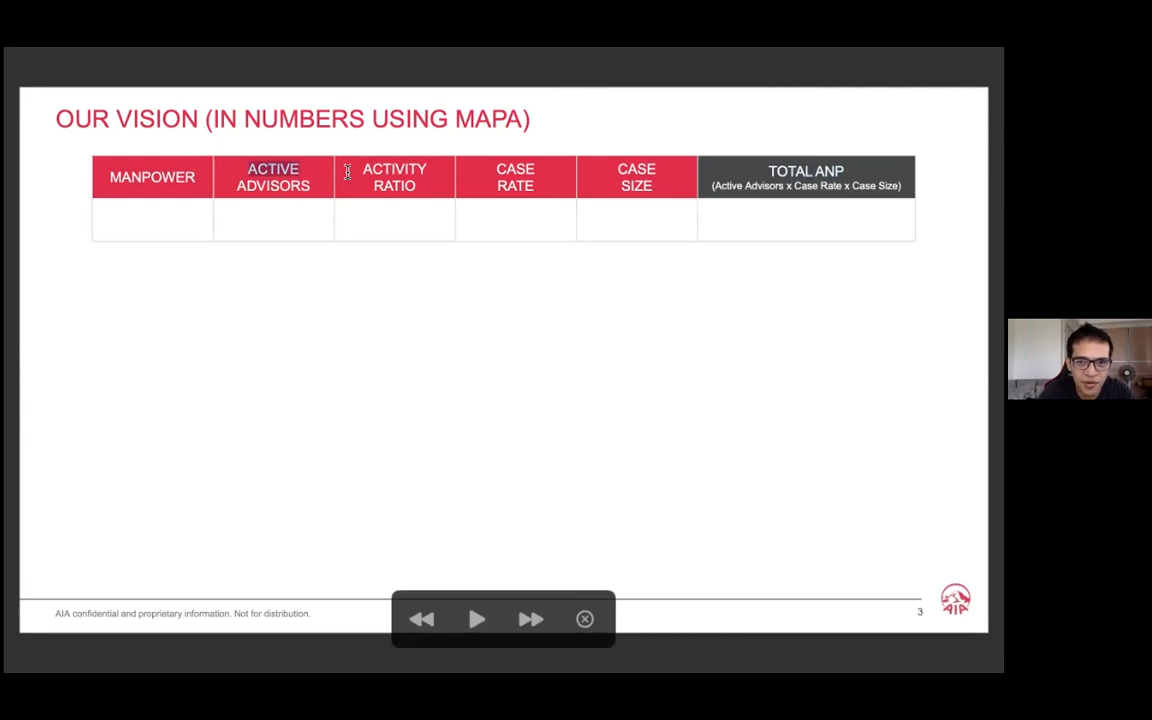 OUR VISION (IN NUMBERS USING MAPA)
MANPOWER
ACTIVE
ADVISORS
ACTIVITY
RATIO
CASE
RATE
CASE
SIZE
TOTAL ANP
(Active Advisors x Case Rate x Case Size)
AIA confidential and proprietary information. Not for distribution.
3
AIA